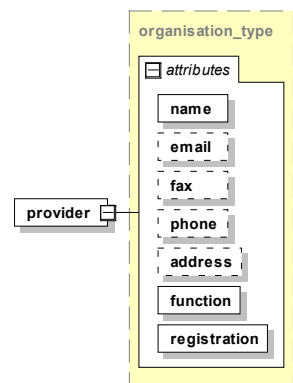 organisation_type
attributes
name
email
fax
phone
provider
address
function
registration